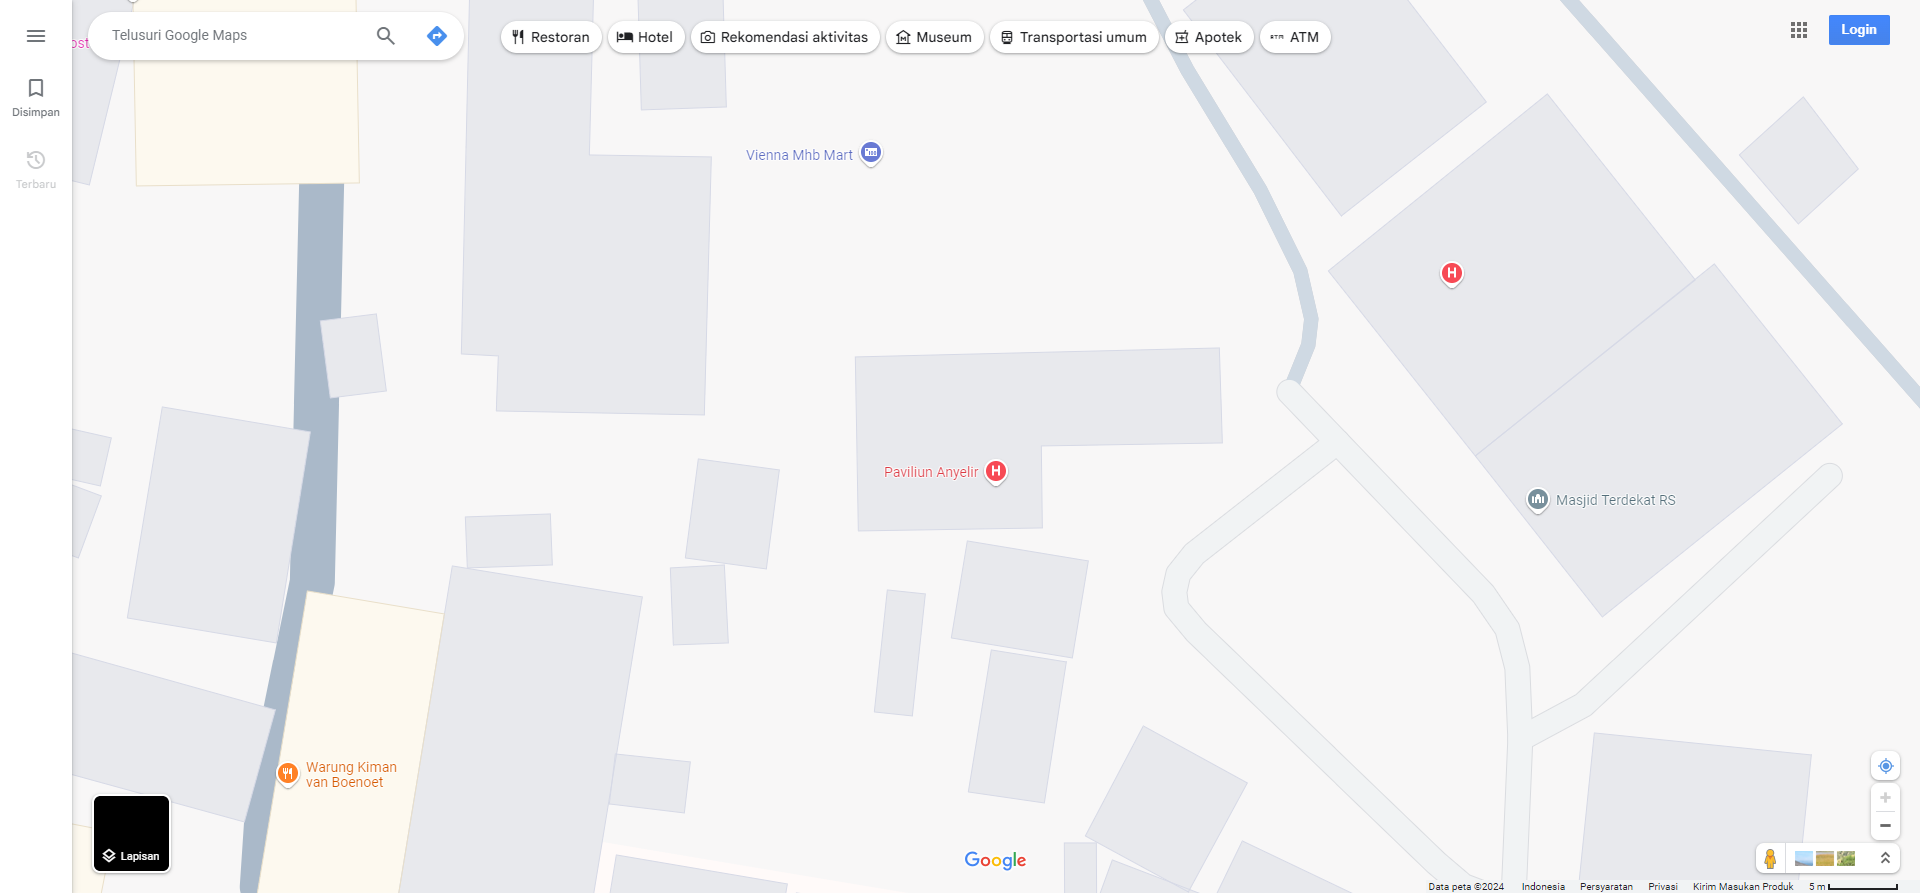 Telusuri Google Maps
Restoran
Hotel
Rekomendasi aktivitas
Museum
Transportasi umum
Apotek
ATM
Login
Disimpan
Terbaru
Vienna Mhb Mart
H
Paviliun Anyelir
H
Masjid Terdekat RS
Warung Kiman
van Boenoet
Lapisan
Google
Data peta ©2024
Indonesia
Persyaratan
Privasi
Kirim Masukan Produk
5 m